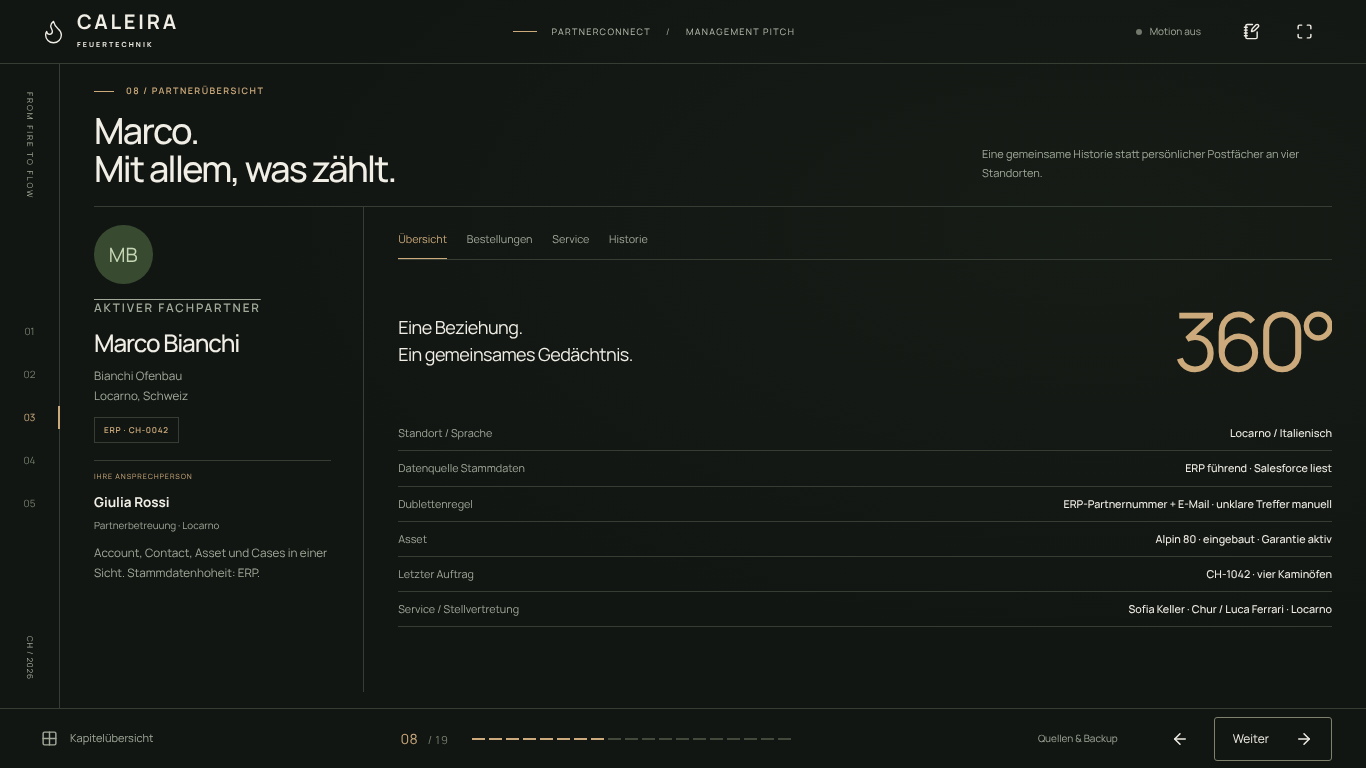 CALEIRA
FEUERTECHNIK
PARTNERCONNECT / MANAGEMENT PITCH
Motion aus
FROM FIRE TO FLOW
08 / PARTNERÜBERSICHT
Marco.
Mit allem, was zählt.
Eine gemeinsame Historie statt persönlicher Postfächer an vier
Standorten.
01
02
03
04
05
CH / 2026
MB
AKTIVER FACHPARTNER
Marco Bianchi
Bianchi Ofenbau
Locarno, Schweiz
ERP · CH-0042
IHRE ANSPRECHPERSON
Giulia Rossi
Partnerbetreuung · Locarno
Account, Contact, Asset und Cases in einer
Sicht. Stammdatenhoheit: ERP.
Übersicht Bestellungen Service Historie
Eine Beziehung.
Ein gemeinsames Gedächtnis.
360°
Standort / Sprache Locarno / Italienisch
Datenquelle Stammdaten ERP führend · Salesforce liest
Dublettenregel ERP-Partnernummer + E-Mail · unklare Treffer manuell
Asset Alpin 80 · eingebaut · Garantie aktiv
Letzter Auftrag CH-1042 · vier Kaminöfen
Service / Stellvertretung Sofia Keller · Chur / Luca Ferrari · Locarno
Kapitelübersicht
08 / 19
Quellen & Backup
Weiter